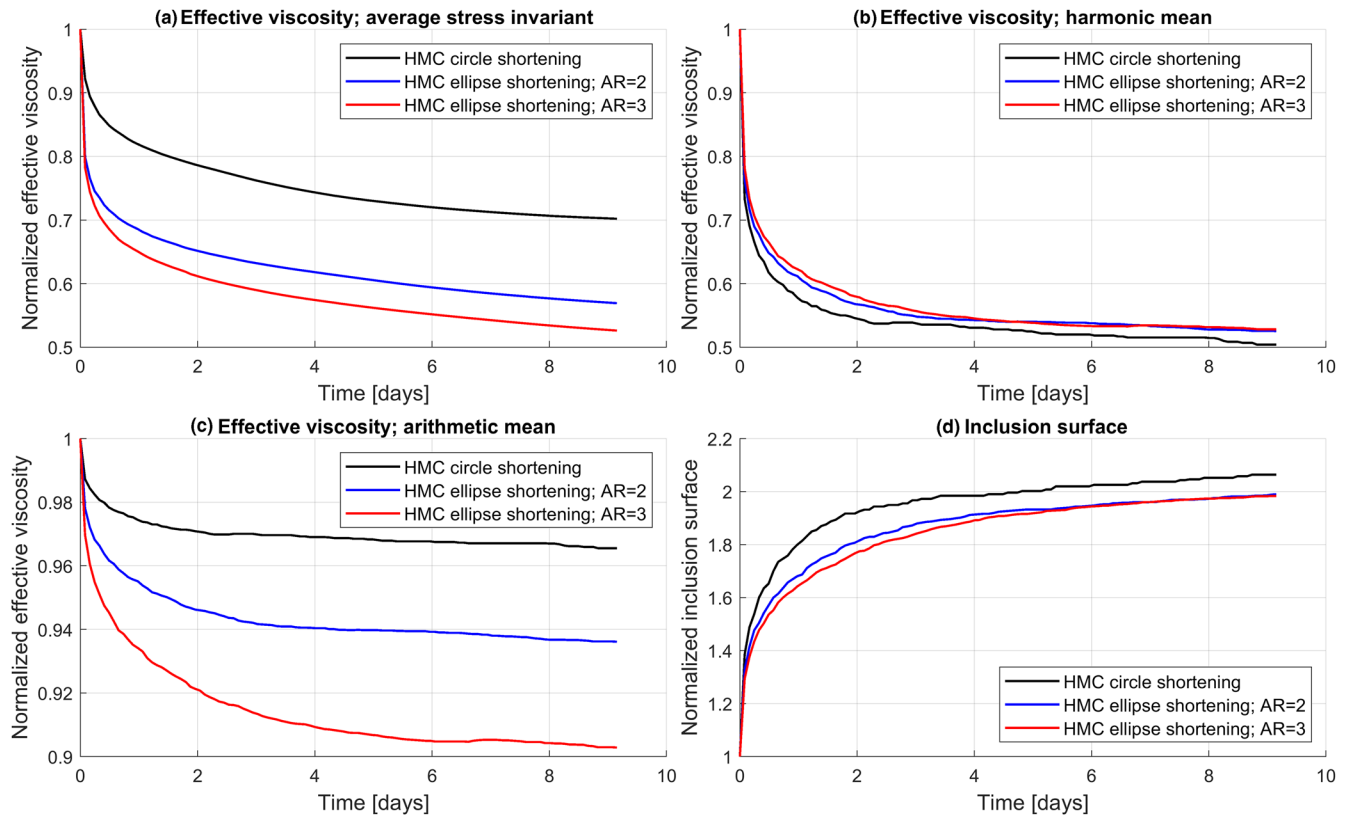 (a) Effective viscosity; average stress invariant
1
0.9
0.8
0.7
0.6
0.5
Normalized effective viscosity
HMC circle shortening
HMC ellipse shortening; AR=2
HMC ellipse shortening; AR=3
0 2 4 6 8 10
Time [days]
(b) Effective viscosity; harmonic mean
1
0.9
0.8
0.7
0.6
0.5
Normalized effective viscosity
HMC circle shortening
HMC ellipse shortening; AR=2
HMC ellipse shortening; AR=3
0 2 4 6 8 10
Time [days]
(c) Effective viscosity; arithmetic mean
1
0.98
0.96
0.94
0.92
0.9
Normalized effective viscosity
HMC circle shortening
HMC ellipse shortening; AR=2
HMC ellipse shortening; AR=3
0 2 4 6 8 10
Time [days]
(d) Inclusion surface
2.2
2
1.8
1.6
1.4
1.2
1
Normalized inclusion surface
HMC circle shortening
HMC ellipse shortening; AR=2
HMC ellipse shortening; AR=3
0 2 4 6 8 10
Time [days]